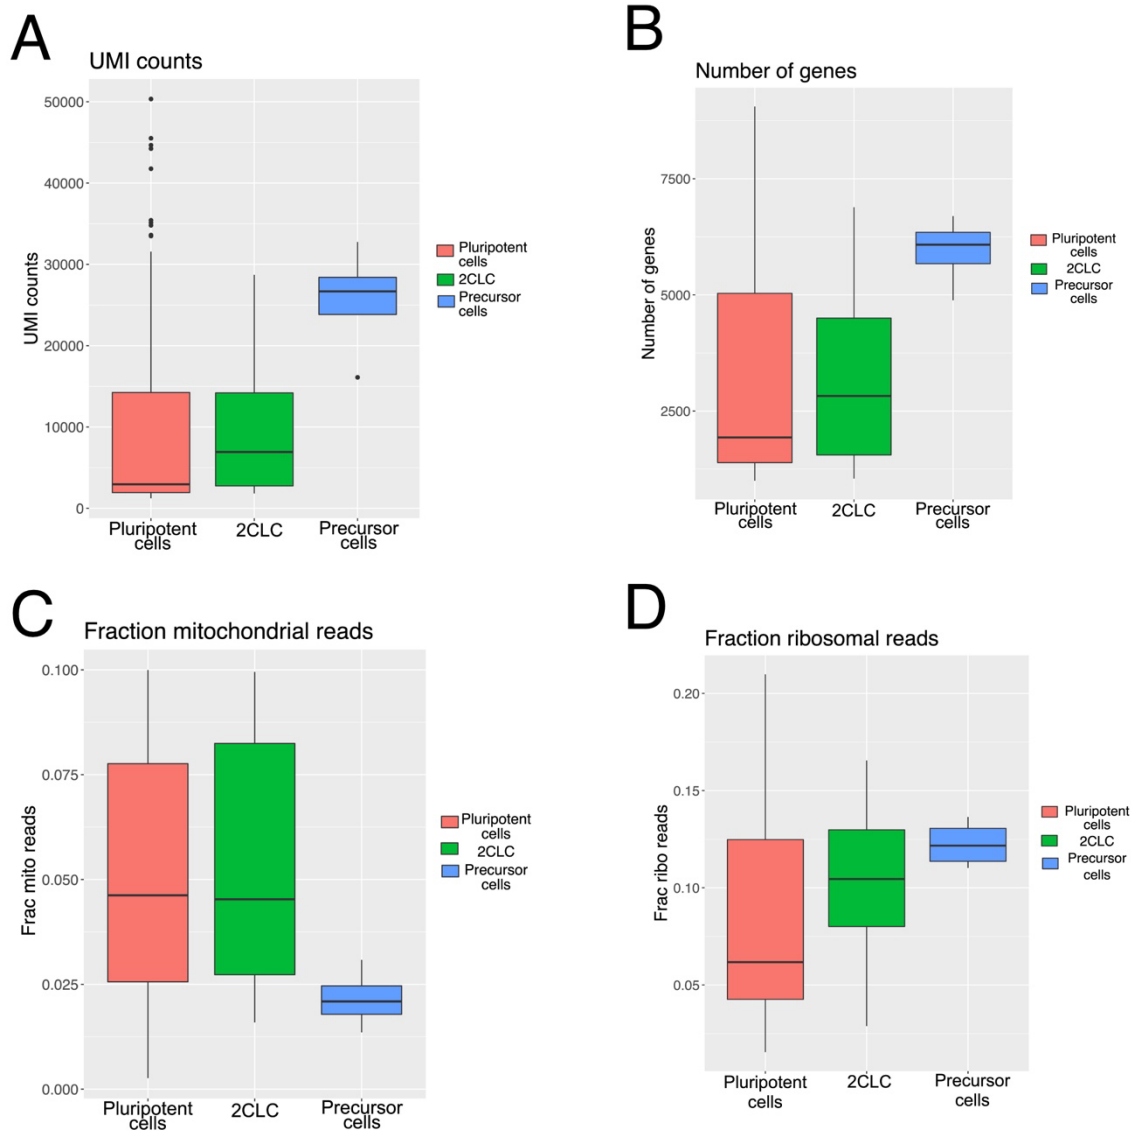 A
UMI counts
UMI counts
50000
40000
30000
20000
10000
0
Pluripotent
cells
2CLC
Precursor
cells
Pluripotent
cells
2CLC
Precursor
cells
B
Number of genes
Number of genes
7500
5000
2500
Pluripotent
cells
2CLC
Precursor
cells
Pluripotent
cells
2CLC
Precursor
cells
C
Fraction mitochondrial reads
Frac mito reads
0.100
0.075
0.050
0.025
0.000
Pluripotent
cells
2CLC
Precursor
cells
Pluripotent
cells
2CLC
Precursor
cells
D
Fraction ribosomal reads
Frac ribo reads
0.20
0.15
0.10
0.05
Pluripotent
cells
2CLC
Precursor
cells
Pluripotent
cells
2CLC
Precursor
cells